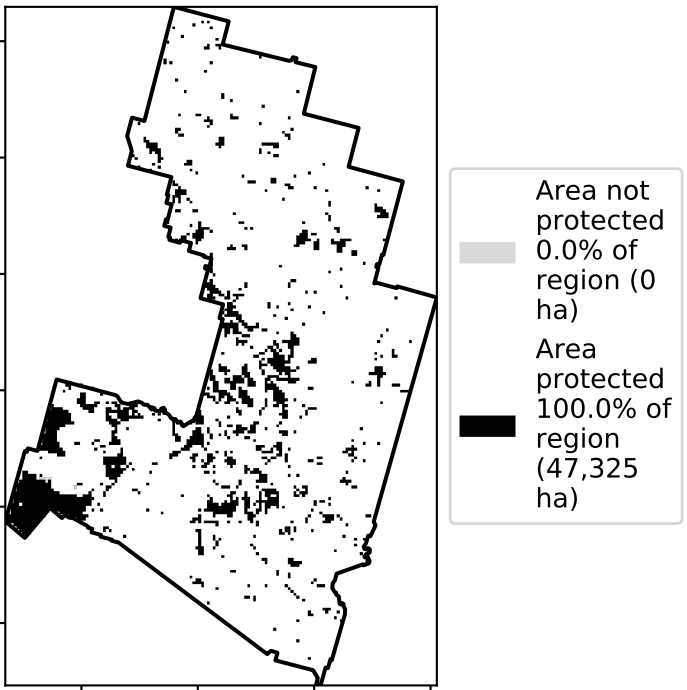 Area not
protected
0.0% of
region (0
ha)
Area
protected
100.0% of
region
(47,325
ha)